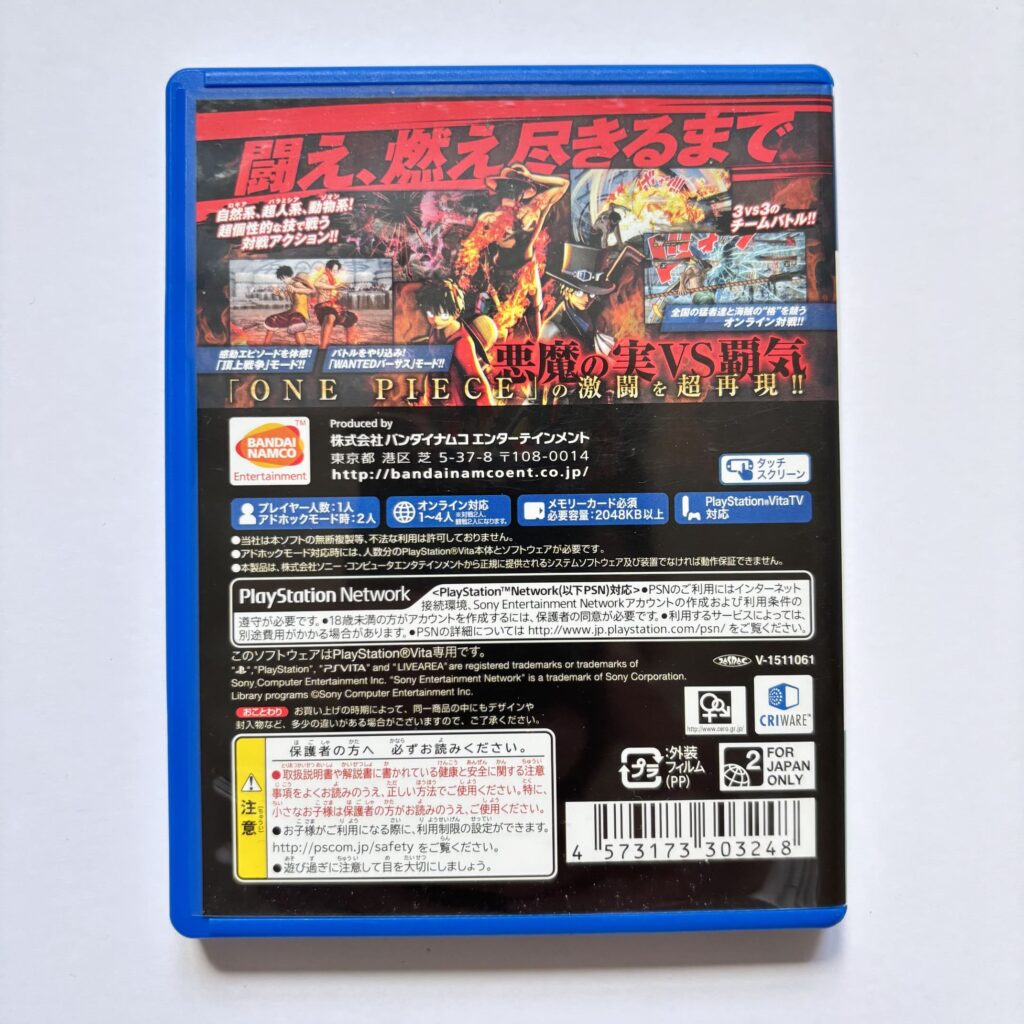 闘え、燃え尽きるまで
自然系、超人系、動物系!
ロギア パラミシア ゾオン
超個性的な技で戦う
対戦アクション!!
3vs3の
チームバトル!!
全国の猛者達と海賊の"格"を競う
オンライン対戦!!
感動エピソードを体感!
「頂上戦争」モード!!
バトルをやり込み!
「WANTEDバーサス」モード!!
悪魔の実VS覇気
「ONE PIECE」の激闘を超再現!!
BANDAI
NAMCO
TM
Entertainment
Produced by
株式会社 バンダイナムコ エンターテインメント
東京都 港区 芝 5-37-8 〒108-0014
http://bandainamcoent.co.jp/
タッチ
スクリーン
プレイヤー人数:1人
アドホックモード時:2人
オンライン対応
1~4人 ※対戦2人、
観戦2人になります。
メモリーカード必須
必要容量:2048KB以上
PlayStation®VitaTV
対応
●当社は本ソフトの無断複製等、不法な利用は許可しておりません。
●アドホックモード対応時には、人数分のPlayStation®Vita本体とソフトウェアが必要です。
●本製品は、株式会社ソニー・コンピュータエンタテインメントから正規に提供されるシステムソフトウェア及び装置でなければ動作保証できません。
PlayStation Network <PlayStation™Network(以下PSN)対応>●PSNのご利用にはインターネット
接続環境、Sony Entertainment Networkアカウントの作成および利用条件の
遵守が必要です。●18歳未満の方がアカウントを作成するには、保護者の同意が必要です。●利用するサービスによっては、
別途費用がかかる場合があります。●PSNの詳細については http://www.jp.playstation.com/psn/ をご覧ください。
このソフトウェアはPlayStation®Vita専用です。
"PlayStation", "PSVITA" and "LIVEAREA" are registered trademarks or trademarks of
Sony Computer Entertainment Inc. "Sony Entertainment Network" is a trademark of Sony Corporation.
Library programs ©Sony Computer Entertainment Inc.
V-1511061
おことわり お買い上げの時期によって、同一商品の中にもデザインや
封入物など、多少の違いがある場合がございますので、ご了承ください。
http://www.cero.gr.jp/
CRIWARE™
注意
保護者の方へ 必ずお読みください。
●取扱説明書や解説書に書かれている健康と安全に関する注意
事項をよくお読みのうえ、正しい方法でご使用ください。特に、
小さなお子様は保護者の方がお読みのうえ、ご使用ください。
●お子様がご利用になる際に、利用制限の設定ができます。
http://pscom.jp/safety をご覧ください。
●遊び過ぎに注意して目を大切にしましょう。
プラ
:外装
フィルム
(PP)
2
FOR
JAPAN
ONLY
4 573173 303248